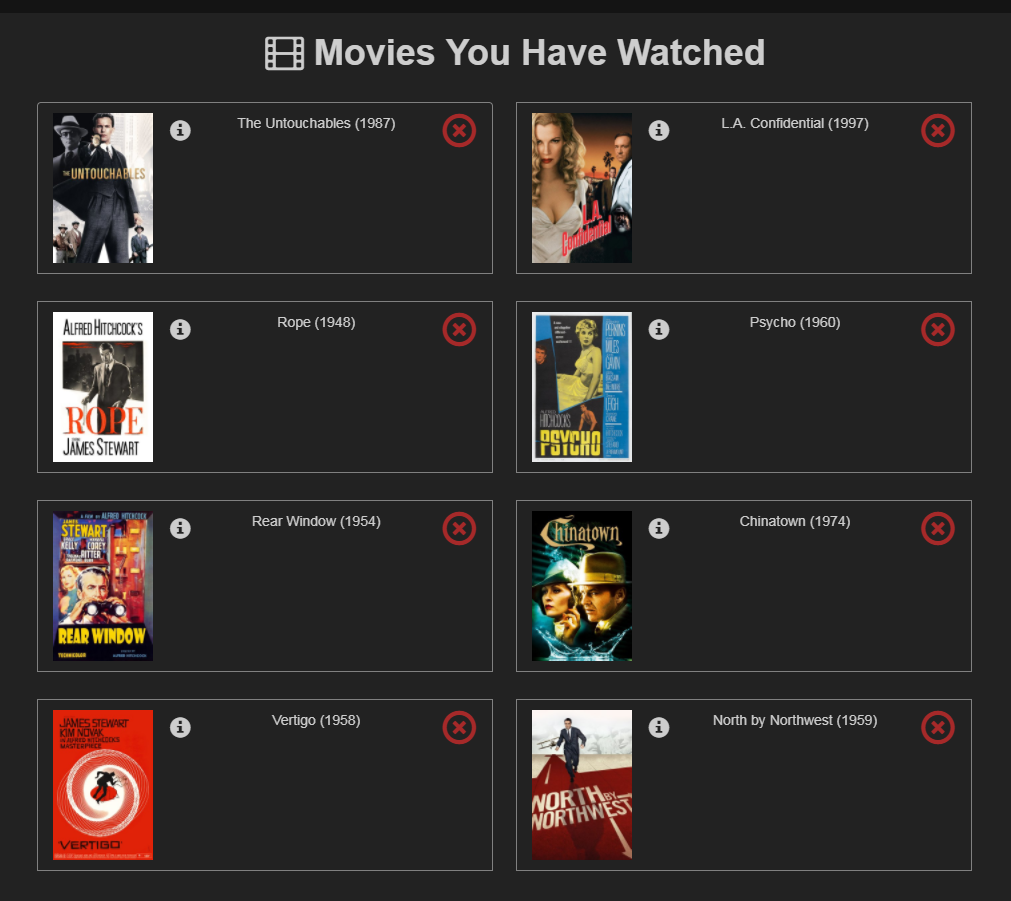 Movies You Have Watched
The Untouchables (1987)
THE UNTOUCHABLES
L.A. Confidential (1997)
L.A.
Confidential
Rope (1948)
ALFRED HITCHCOCK'S
ROPE
JAMES STEWART
Psycho (1960)
PERKINS
MILES
GAVIN
LEIGH
ALFRED
HITCHCOCK'S
PSYCHO
Rear Window (1954)
A FILM BY ALFRED HITCHCOCK
JAMES
STEWART
KELLY COREY
RITTER
REAR WINDOW
TECHNICOLOR
Chinatown (1974)
Chinatown
Vertigo (1958)
JAMES STEWART
KIM NOVAK
IN ALFRED HITCHCOCK'S
MASTERPIECE
'VERTIGO'
North by Northwest (1959)
NORTH BY
NORTHWEST